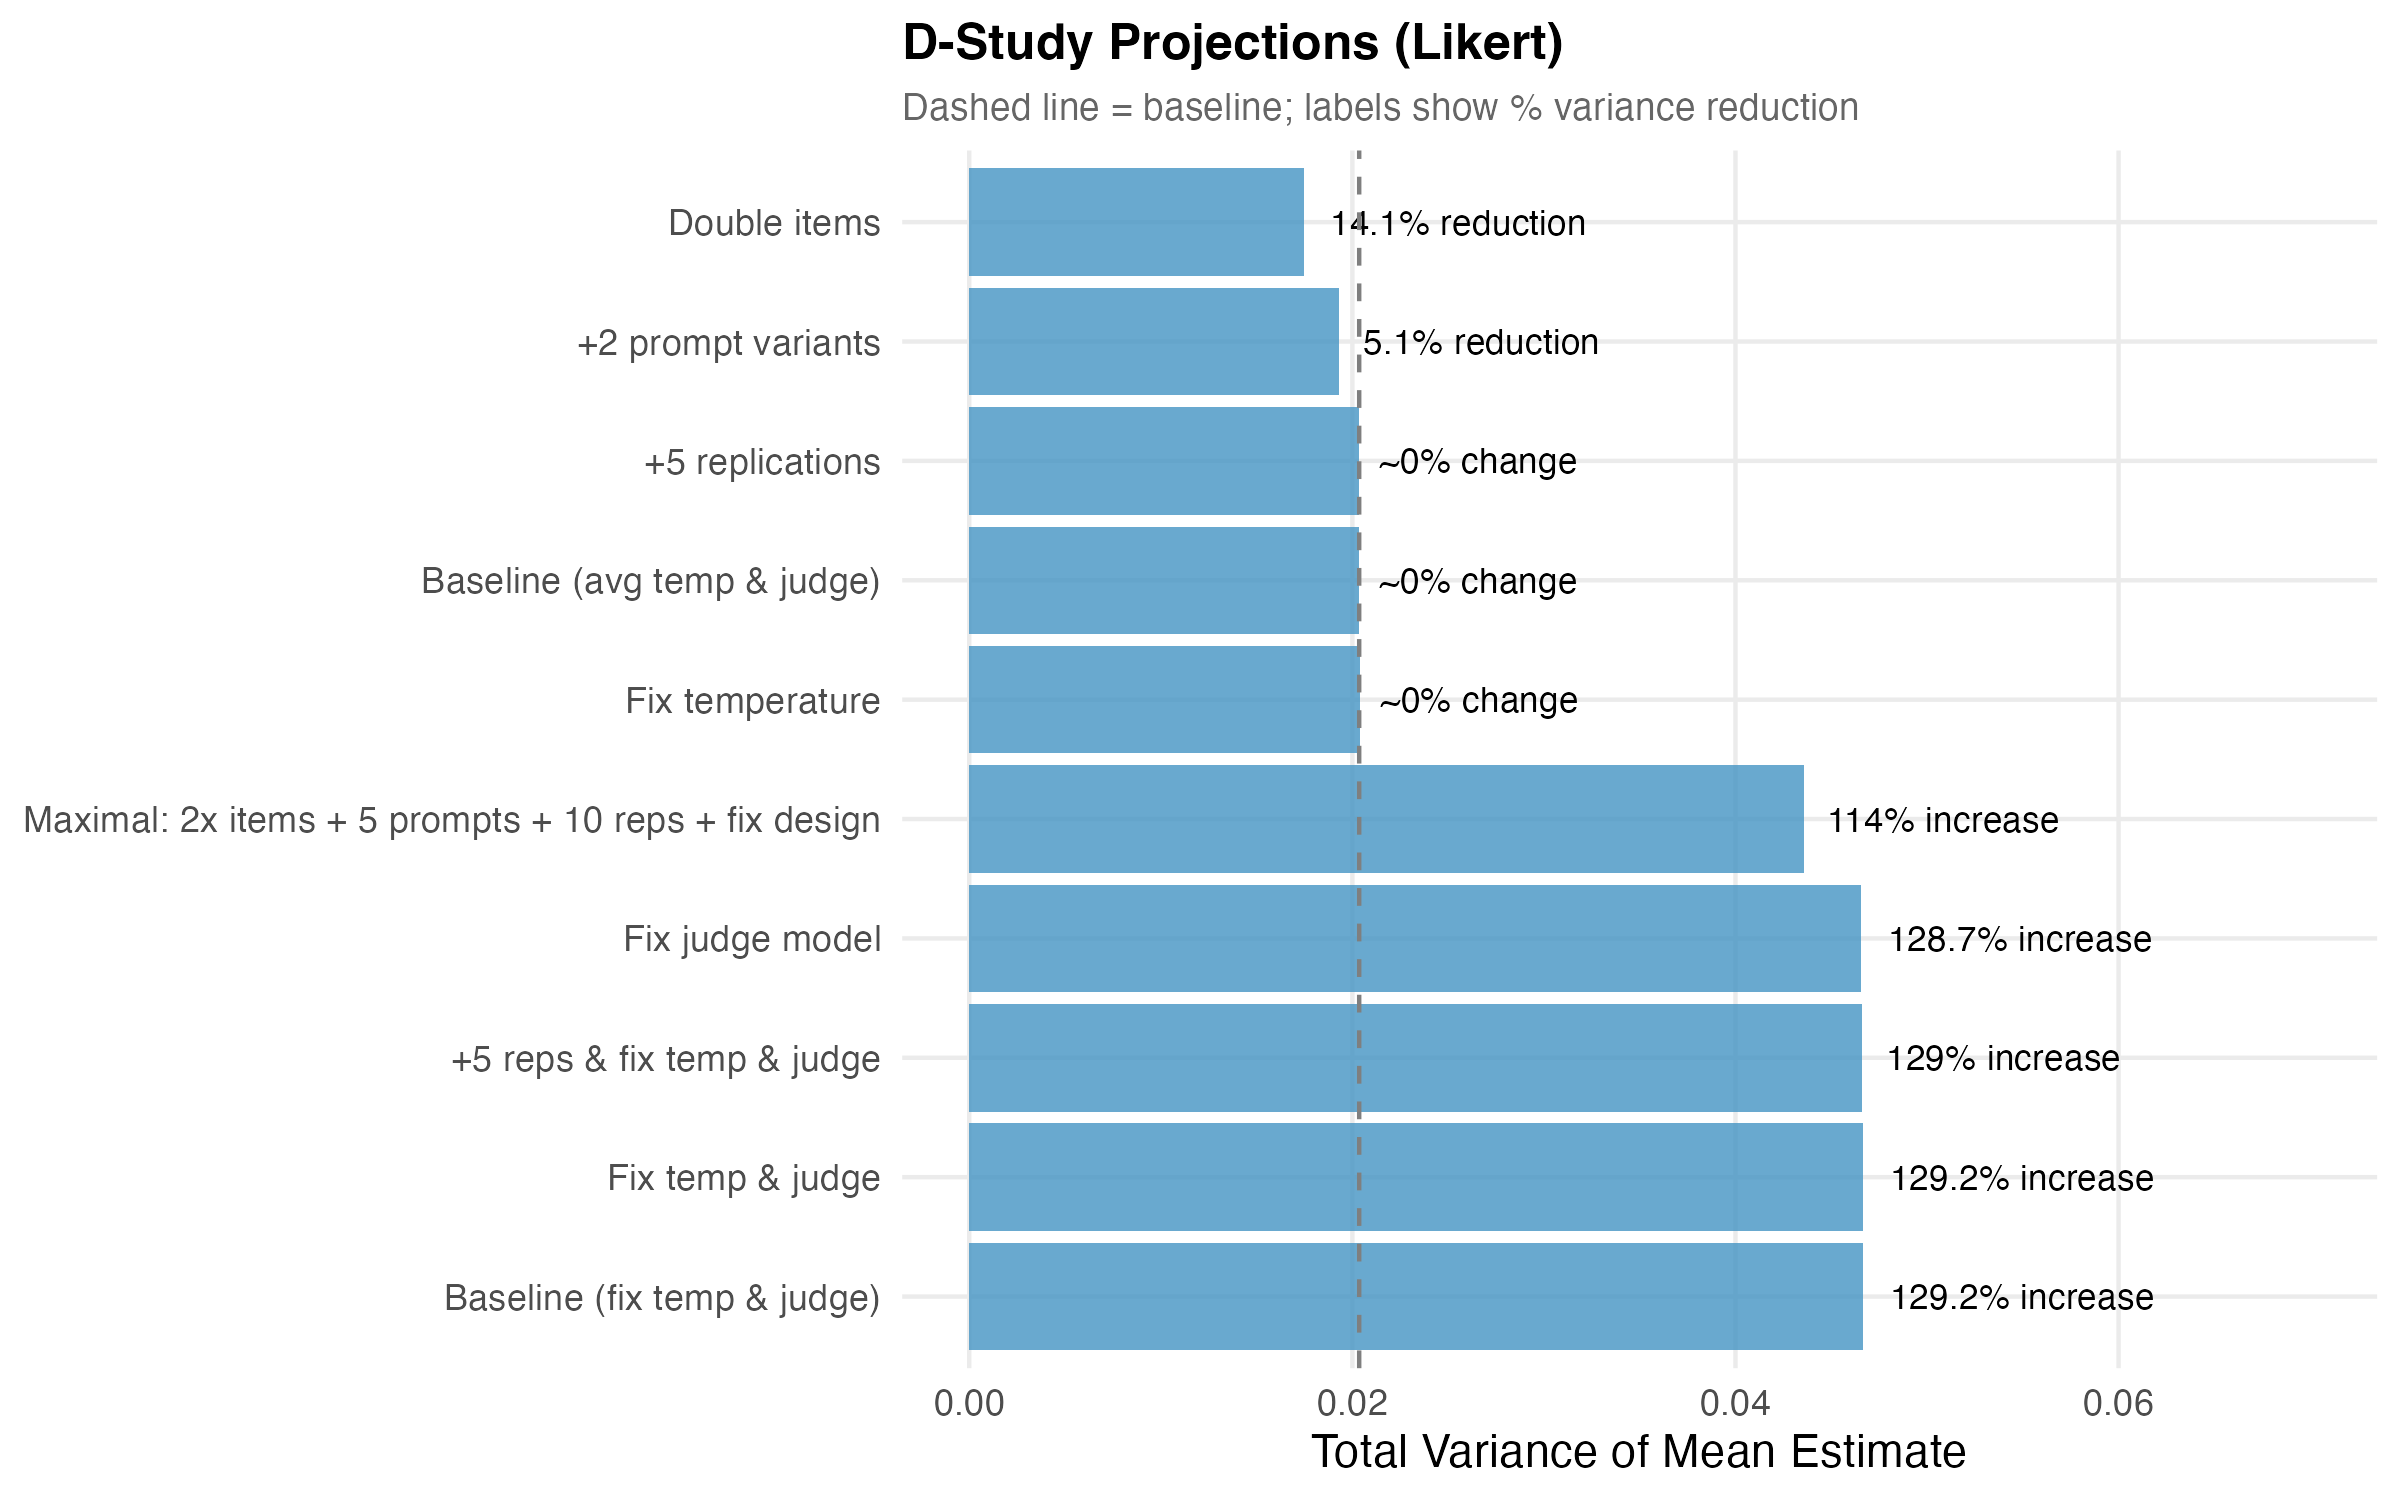 D-Study Projections (Likert)
Dashed line = baseline; labels show % variance reduction
Double items
14.1% reduction
+2 prompt variants
5.1% reduction
+5 replications
~0% change
Baseline (avg temp & judge)
~0% change
Fix temperature
~0% change
Maximal: 2x items + 5 prompts + 10 reps + fix design
114% increase
Fix judge model
128.7% increase
+5 reps & fix temp & judge
129% increase
Fix temp & judge
129.2% increase
Baseline (fix temp & judge)
129.2% increase
0.00
0.02
0.04
0.06
Total Variance of Mean Estimate